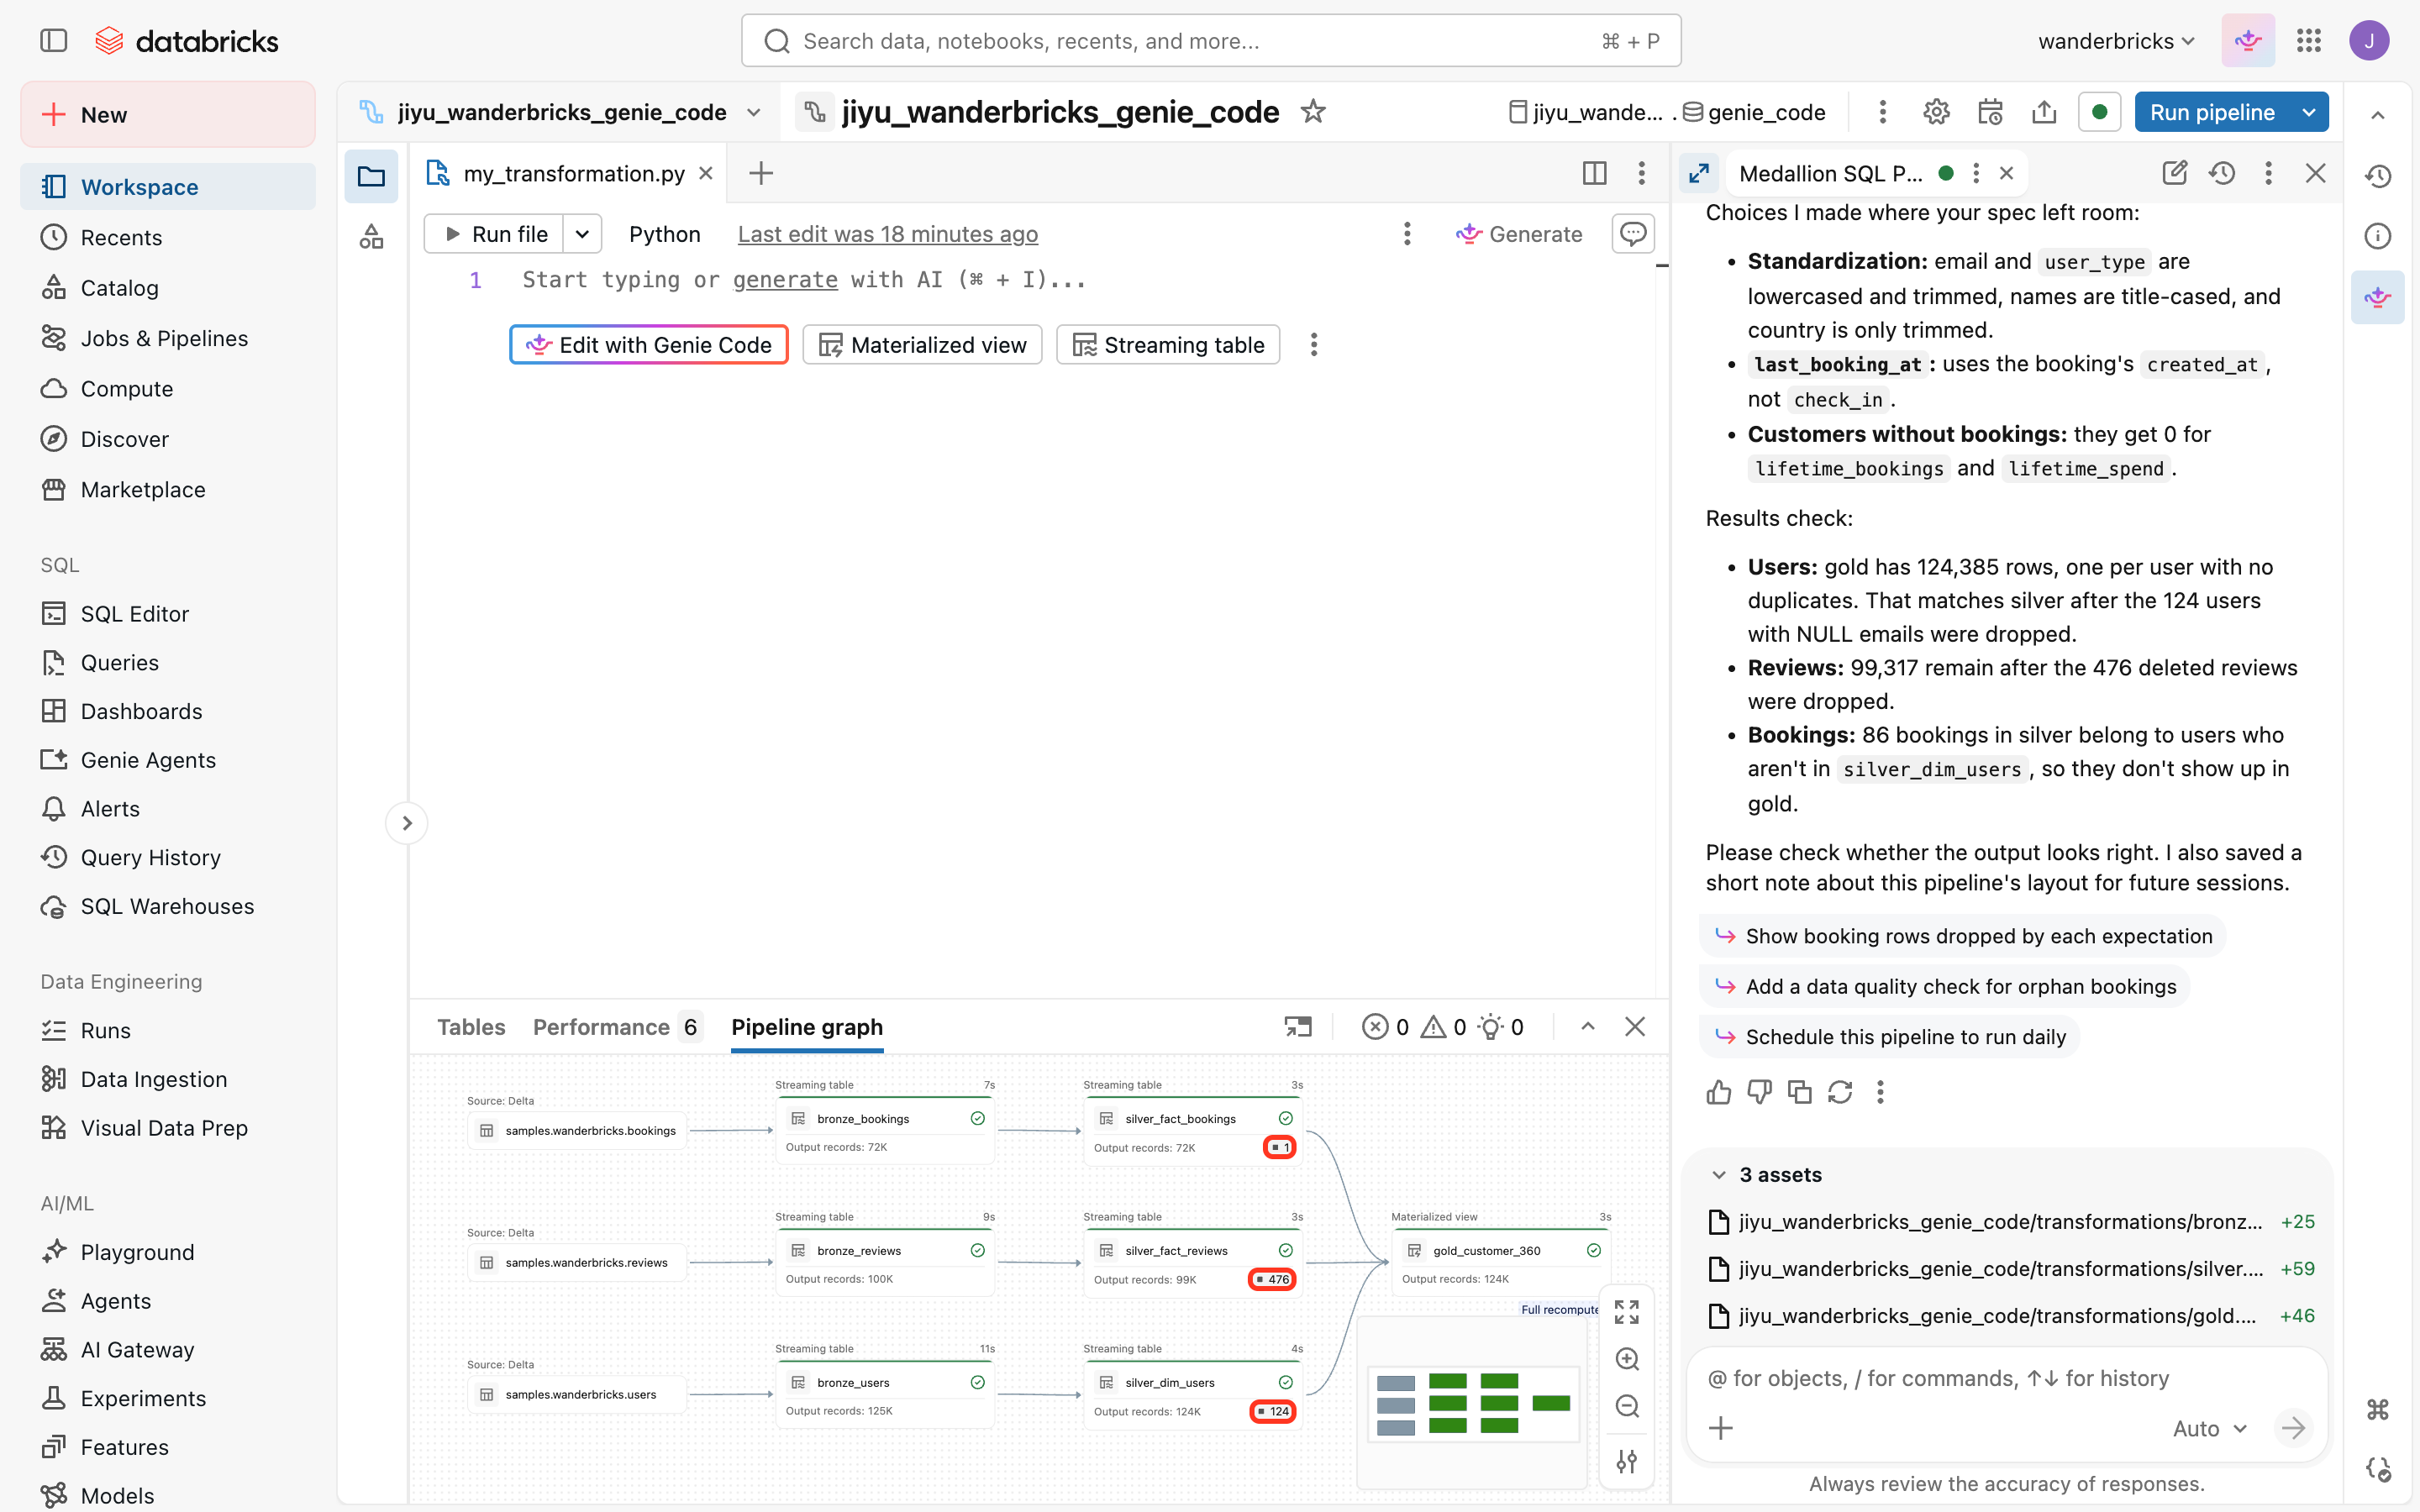 databricks
Search data, notebooks, recents, and more...
⌘ + P
wanderbricks
J
New
Workspace
Recents
Catalog
Jobs & Pipelines
Compute
Discover
Marketplace
SQL
SQL Editor
Queries
Dashboards
Genie Agents
Alerts
Query History
SQL Warehouses
Data Engineering
Runs
Data Ingestion
Visual Data Prep
AI/ML
Playground
Agents
AI Gateway
Experiments
Features
Models
jiyu_wanderbricks_genie_code
jiyu_wanderbricks_genie_code
jiyu_wande... . genie_code
Run pipeline
my_transformation.py
Run file
Python
Last edit was 18 minutes ago
Generate
1
Start typing or generate with AI (⌘ + I)...
Edit with Genie Code
Materialized view
Streaming table
Tables
Performance 6
Pipeline graph
0
0
0
Source: Delta
samples.wanderbricks.bookings
Streaming table 7s
bronze_bookings
Output records: 72K
Streaming table 3s
silver_fact_bookings
Output records: 72K
1
Source: Delta
samples.wanderbricks.reviews
Streaming table 9s
bronze_reviews
Output records: 100K
Streaming table 3s
silver_fact_reviews
Output records: 99K
476
Materialized view 3s
gold_customer_360
Output records: 124K
Full recompute
Source: Delta
samples.wanderbricks.users
Streaming table 11s
bronze_users
Output records: 125K
Streaming table 4s
silver_dim_users
Output records: 124K
124
Medallion SQL P...
Choices I made where your spec left room:
• Standardization: email and user_type are
lowercased and trimmed, names are title-cased, and
country is only trimmed.
• last_booking_at: uses the booking's created_at,
not check_in.
• Customers without bookings: they get 0 for
lifetime_bookings and lifetime_spend.
Results check:
• Users: gold has 124,385 rows, one per user with no
duplicates. That matches silver after the 124 users
with NULL emails were dropped.
• Reviews: 99,317 remain after the 476 deleted reviews
were dropped.
• Bookings: 86 bookings in silver belong to users who
aren't in silver_dim_users, so they don't show up in
gold.
Please check whether the output looks right. I also saved a
short note about this pipeline's layout for future sessions.
Show booking rows dropped by each expectation
Add a data quality check for orphan bookings
Schedule this pipeline to run daily
3 assets
jiyu_wanderbricks_genie_code/transformations/bronz... +25
jiyu_wanderbricks_genie_code/transformations/silver.... +59
jiyu_wanderbricks_genie_code/transformations/gold.... +46
@ for objects, / for commands, ↑↓ for history
Auto
Always review the accuracy of responses.